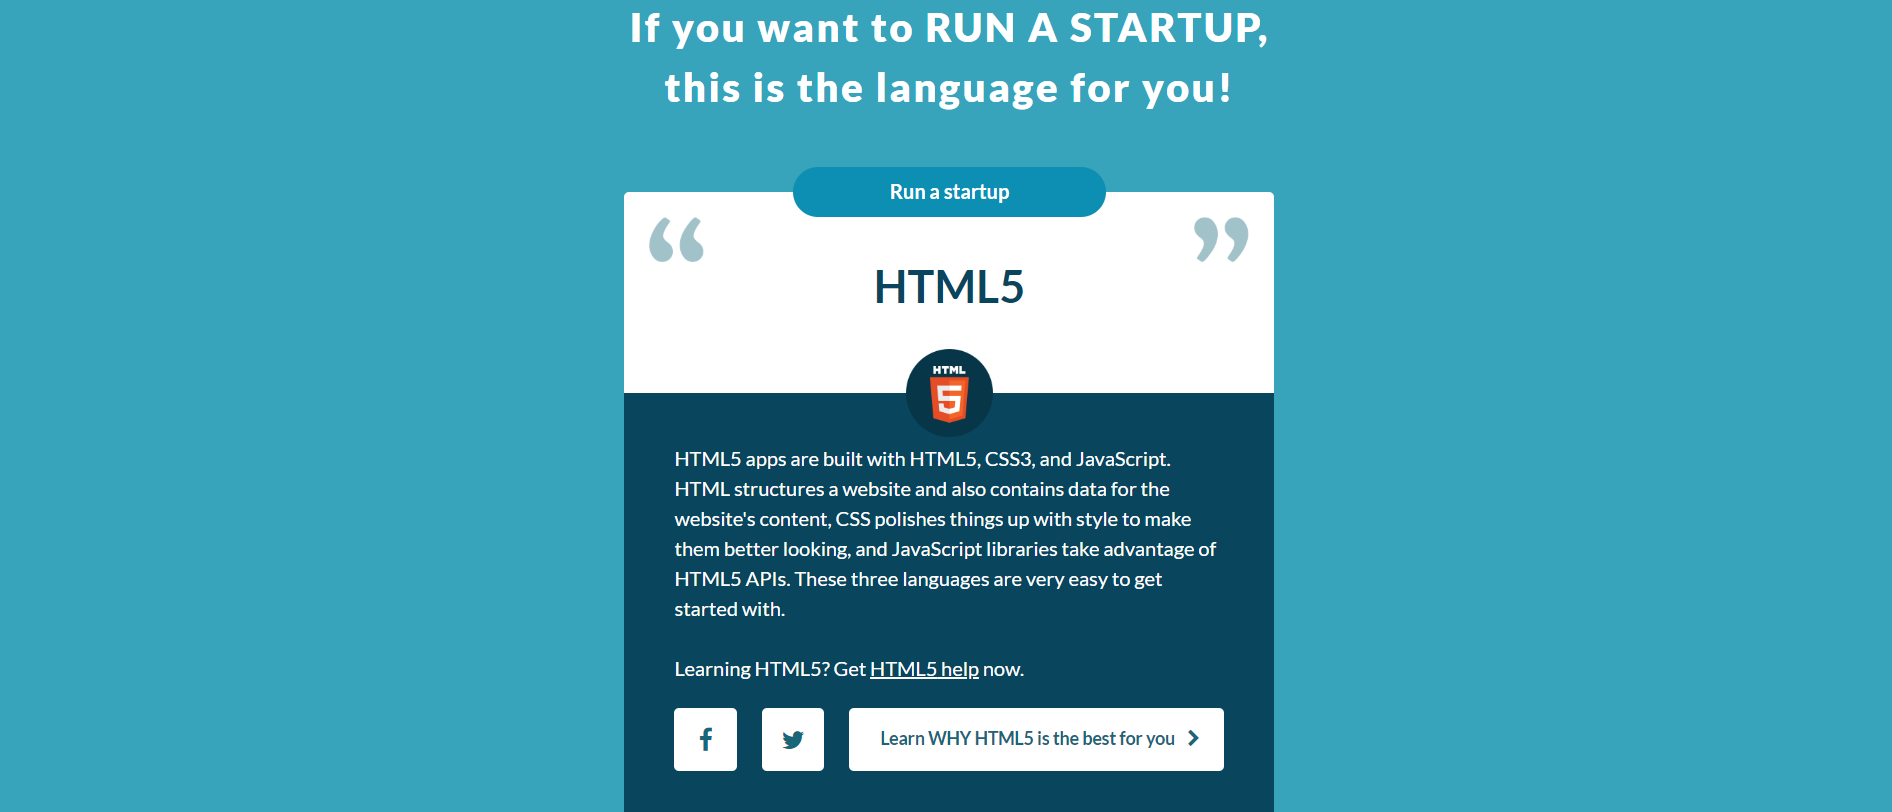 If you want to RUN A STARTUP,
this is the language for you!
Run a startup
“ ”
HTML5
HTML
5
HTML5 apps are built with HTML5, CSS3, and JavaScript.
HTML structures a website and also contains data for the
website's content, CSS polishes things up with style to make
them better looking, and JavaScript libraries take advantage of
HTML5 APIs. These three languages are very easy to get
started with.
Learning HTML5? Get HTML5 help now.
Learn WHY HTML5 is the best for you